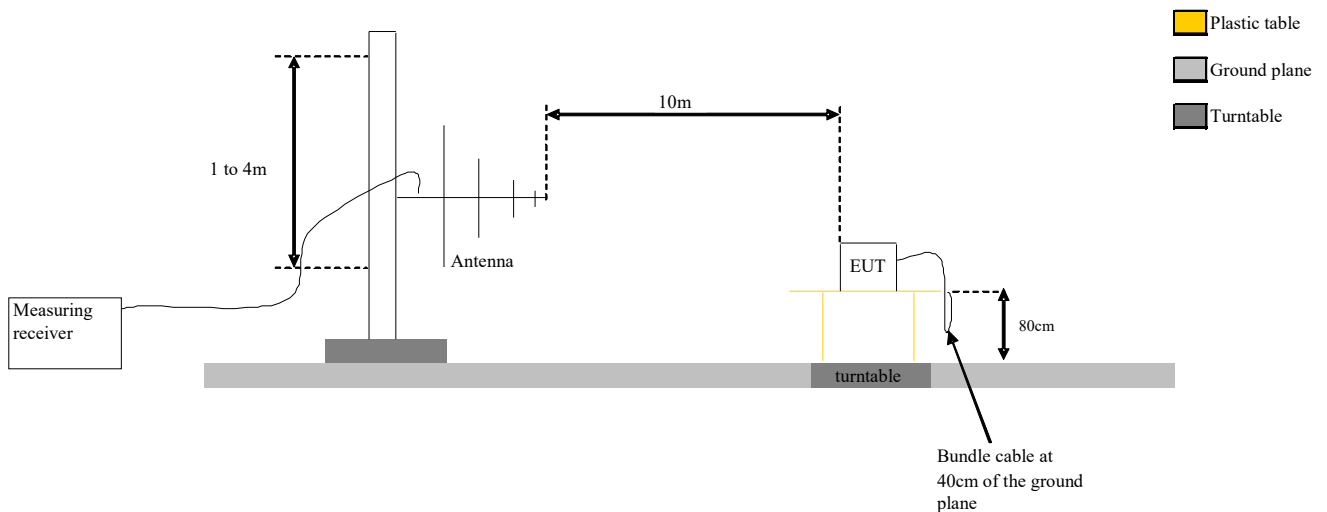 Plastic table
Ground plane
Turntable
10m
1 to 4m
Antenna
EUT
Measuring
receiver
80cm
turntable
Bundle cable at
40cm of the ground
plane